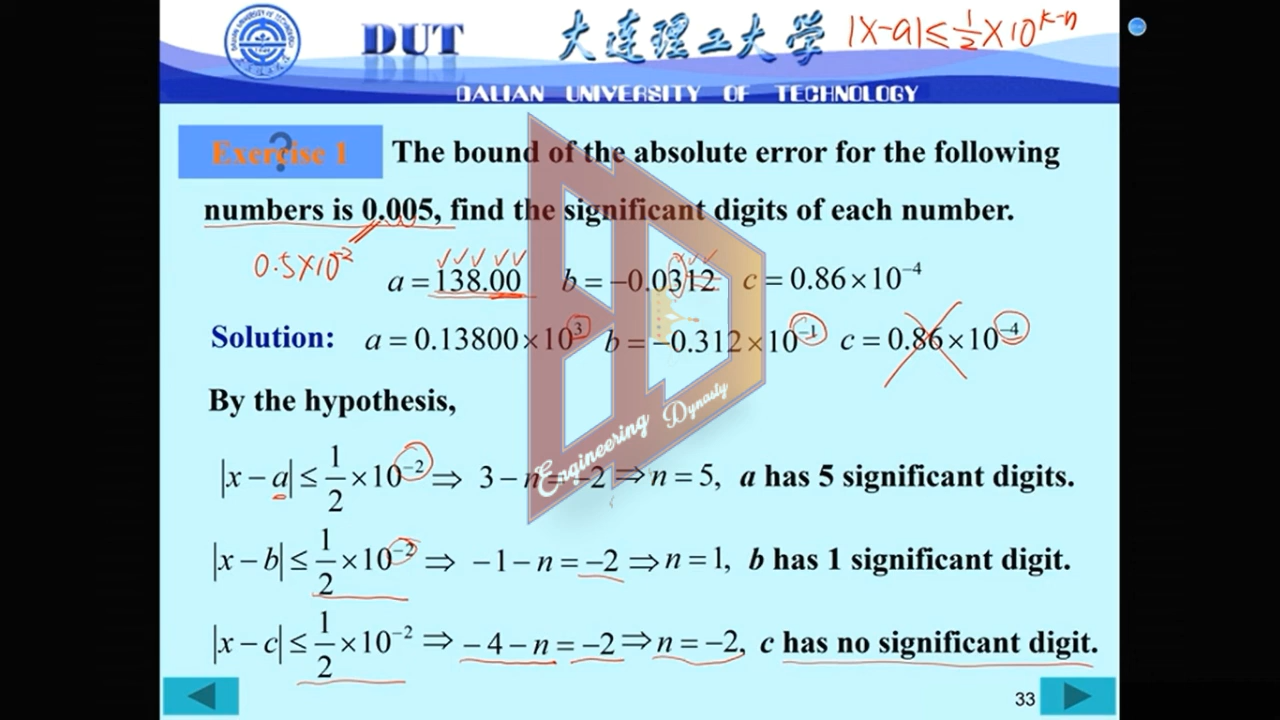 DUT 大连理工大学 |x-a|≤1/2×10^{k-n}
DALIAN UNIVERSITY OF TECHNOLOGY
Exercise 1 The bound of the absolute error for the following
numbers is 0.005, find the significant digits of each number.
0.5×10^{-2}
a = 138.00 b = −0.0312 c = 0.86×10^{−4}
Solution: a = 0.13800×10^{3} b = −0.312×10^{−1} c = 0.86×10^{−4}
By the hypothesis,
|x − a| ≤ 1/2 ×10^{−2} ⇒ 3 − n = −2 ⇒ n = 5, a has 5 significant digits.
|x − b| ≤ 1/2 ×10^{−2} ⇒ −1 − n = −2 ⇒ n = 1, b has 1 significant digit.
|x − c| ≤ 1/2 ×10^{−2} ⇒ −4 − n = −2 ⇒ n = −2, c has no significant digit.
Engineering Dynasty
33